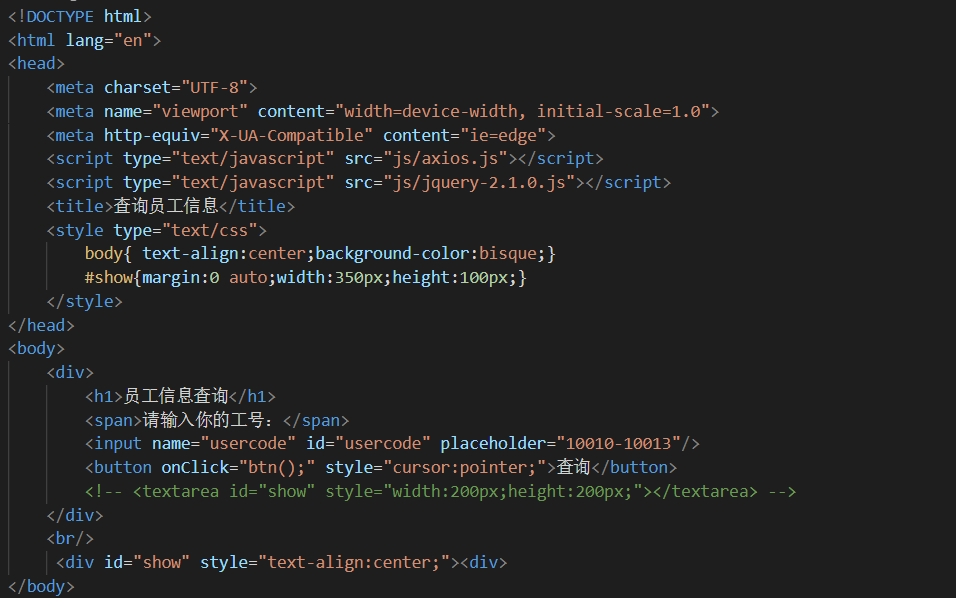 <!DOCTYPE html>
<html lang="en">
<head>
    <meta charset="UTF-8">
    <meta name="viewport" content="width=device-width, initial-scale=1.0">
    <meta http-equiv="X-UA-Compatible" content="ie=edge">
    <script type="text/javascript" src="js/axios.js"></script>
    <script type="text/javascript" src="js/jquery-2.1.0.js"></script>
    <title>查询员工信息</title>
    <style type="text/css">
        body{ text-align:center;background-color:bisque;}
        #show{margin:0 auto;width:350px;height:100px;}
    </style>
</head>
<body>
    <div>
        <h1>员工信息查询</h1>
        <span>请输入你的工号：</span>
        <input name="usercode" id="usercode" placeholder="10010-10013"/>
        <button onClick="btn();" style="cursor:pointer;">查询</button>
        <!-- <textarea id="show" style="width:200px;height:200px;"></textarea> -->
    </div>
    <br/>
     <div id="show" style="text-align:center;"><div>
</body>